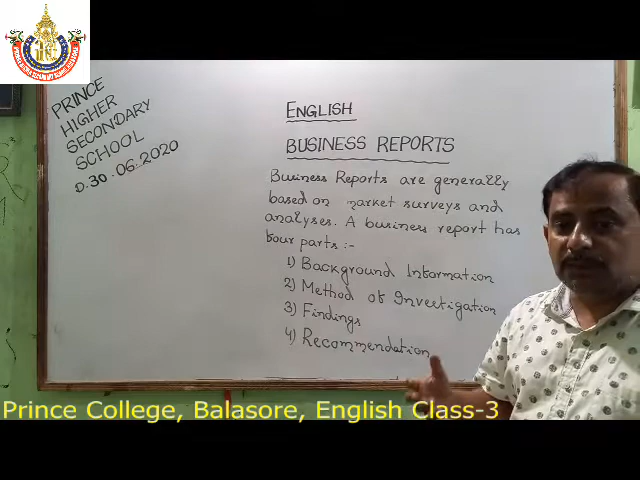 PRINCE
HIGHER
SECONDARY
SCHOOL
D.30.06.2020
ENGLISH
BUSINESS REPORTS
Business Reports are generally
based on market surveys and
analyses. A business report has
four parts :-
1) Background Information
2) Method of Investigation
3) Findings
4) Recommendation
Prince College, Balasore, English Class-3